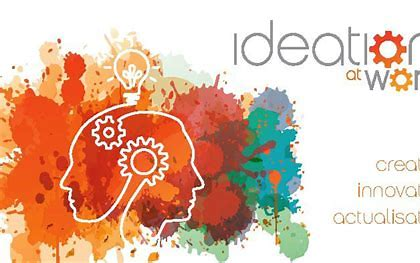 ideation
at wor
creat
innovat
actualisat